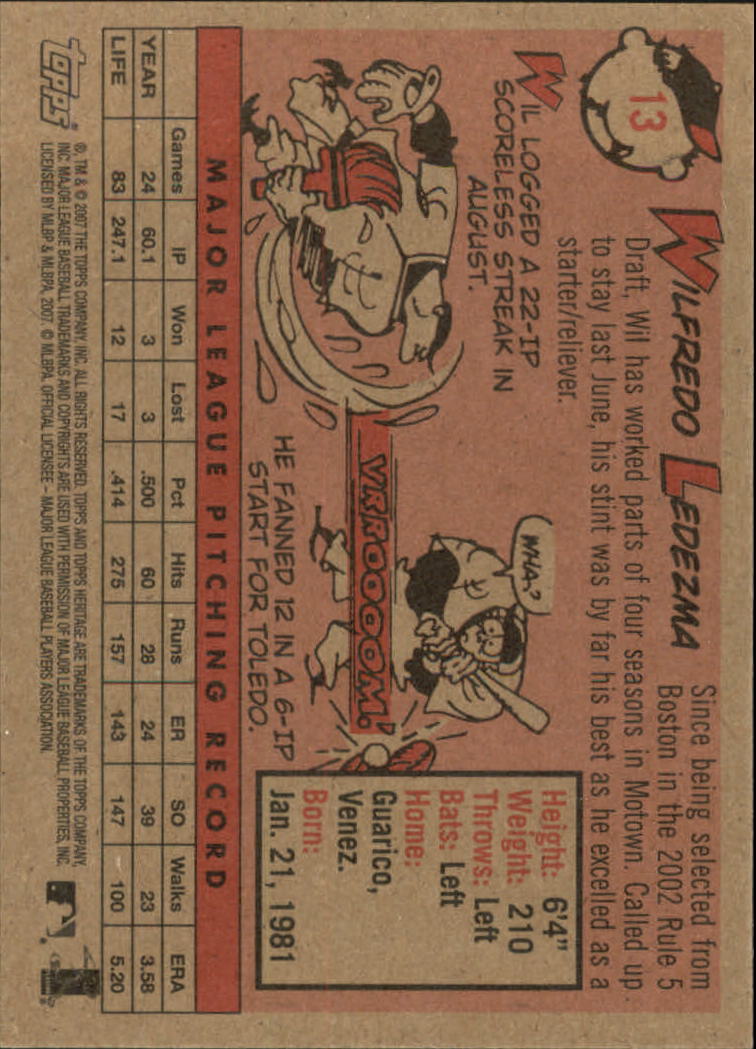 13
WILFREDO LEDEZMA
Since being selected from
Boston in the 2002 Rule 5
Draft, Wil has worked parts of four seasons in Motown. Called up
to stay last June, his stint was by far his best as he excelled as a
starter/reliever.
WIL LOGGED A 22-IP
SCORELESS STREAK IN
AUGUST.
WHA?
VRROOOOM!
HE FANNED 12 IN A 6-IP
START FOR TOLEDO.
Height: 6'4"
Weight: 210
Throws: Left
Bats: Left
Home:
Guarico,
Venez.
Born:
Jan. 21, 1981
MAJOR LEAGUE PITCHING RECORD
Games IP Won Lost Pct Hits Runs ER SO Walks ERA
YEAR 24 60.1 3 3 .500 60 28 24 39 23 3.58
LIFE 83 247.1 12 17 .414 275 157 143 147 100 5.20
topps
®, TM & © 2007 THE TOPPS COMPANY, INC. ALL RIGHTS RESERVED. TOPPS AND TOPPS HERITAGE ARE TRADEMARKS OF THE TOPPS COMPANY,
INC. MAJOR LEAGUE BASEBALL TRADEMARKS AND COPYRIGHTS ARE USED WITH PERMISSION OF MAJOR LEAGUE BASEBALL PROPERTIES, INC.
LICENSED BY MLBP & MLBPA, 2007. © MLBPA. OFFICIAL LICENSEE – MAJOR LEAGUE BASEBALL PLAYERS ASSOCIATION.